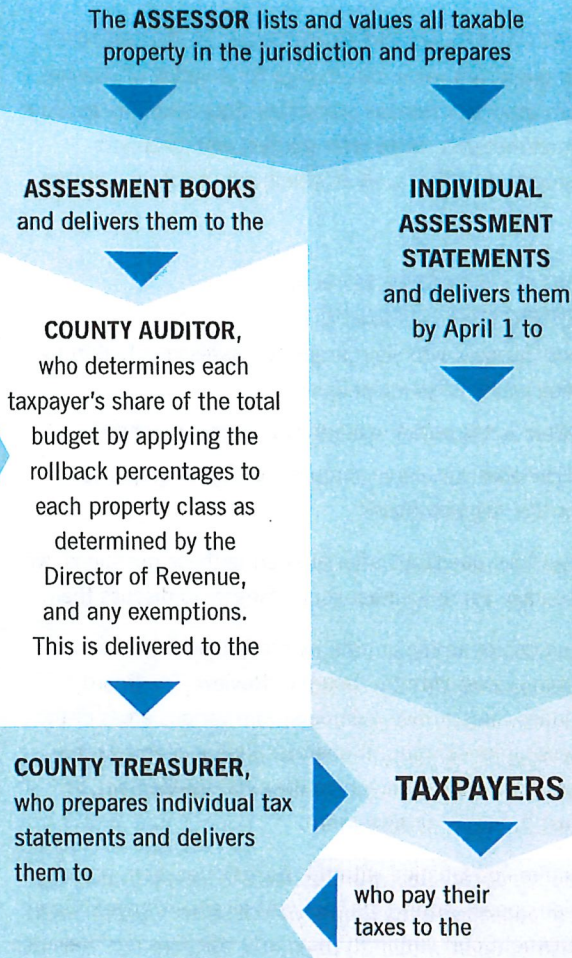 The ASSESSOR lists and values all taxable
property in the jurisdiction and prepares
ASSESSMENT BOOKS
and delivers them to the
COUNTY AUDITOR,
who determines each
taxpayer's share of the total
budget by applying the
rollback percentages to
each property class as
determined by the
Director of Revenue,
and any exemptions.
This is delivered to the
COUNTY TREASURER,
who prepares individual tax
statements and delivers
them to
INDIVIDUAL
ASSESSMENT
STATEMENTS
and delivers them
by April 1 to
TAXPAYERS
who pay their
taxes to the